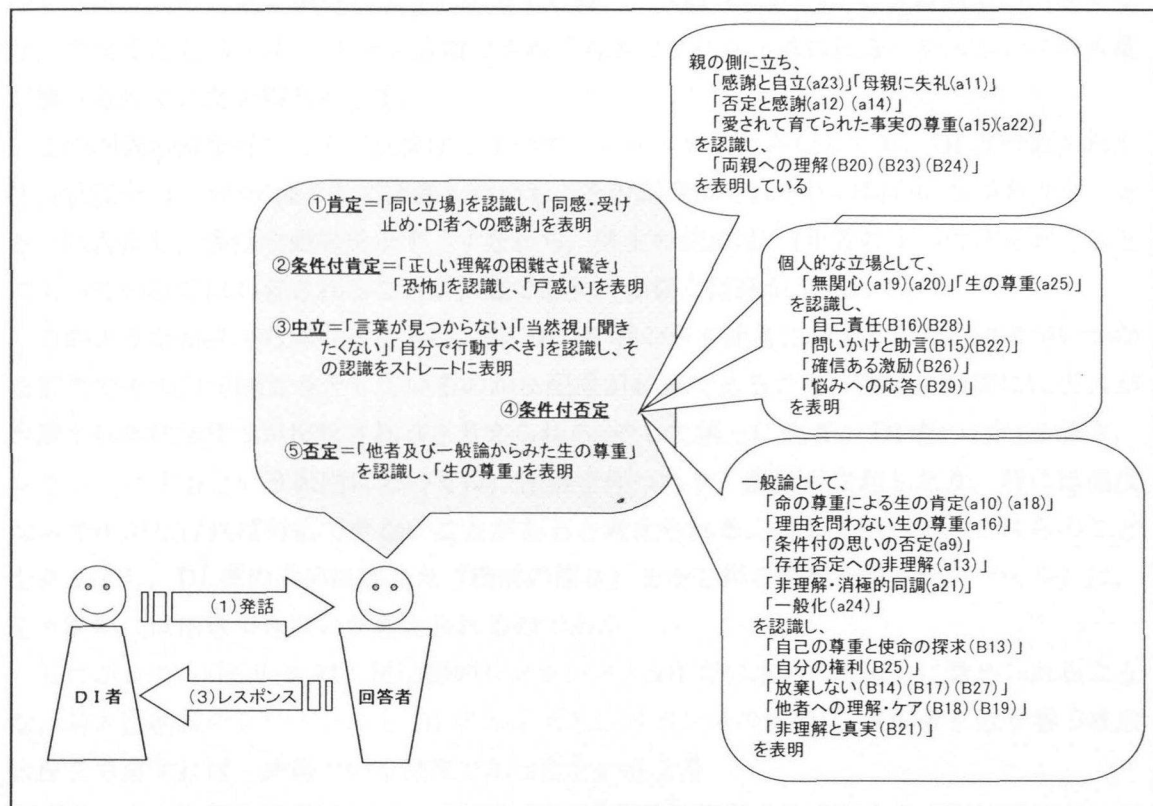 親の側に立ち、
「感謝と自立(a23)」「母親に失礼(a11)」
「否定と感謝(a12) (a14)」
「愛されて育てられた事実の尊重(a15)(a22)」
を認識し、
「両親への理解(B20) (B23) (B24)」
を表明している
①肯定=「同じ立場」を認識し、「同感・受け
止め・DI者への感謝」を表明
②条件付肯定=「正しい理解の困難さ」「驚き」
「恐怖」を認識し、「戸惑い」を表明
③中立=「言葉が見つからない」「当然視」「聞き
たくない」「自分で行動すべき」を認識し、そ
の認識をストレートに表明
④条件付否定
⑤否定=「他者及び一般論からみた生の尊重」
を認識し、「生の尊重」を表明
個人的な立場として、
「無関心(a19)(a20)」「生の尊重(a25)」
を認識し、
「自己責任(B16)(B28)」
「問いかけと助言(B15)(B22)」
「確信ある激励(B26)」
「悩みへの応答(B29)」
を表明
一般論として、
「命の尊重による生の肯定(a10) (a18)」
「理由を問わない生の尊重(a16)」
「条件付の思いの否定(a9)」
「存在否定への非理解(a13)」
「非理解・消極的同調(a21)」
「一般化(a24)」
を認識し、
「自己の尊重と使命の探求(B13)」
「自分の権利(B25)」
「放棄しない(B14)(B17)(B27)」
「他者への理解・ケア(B18)(B19)」
「非理解と真実(B21)」
を表明
(1)発話
(3)レスポンス
DI者
回答者